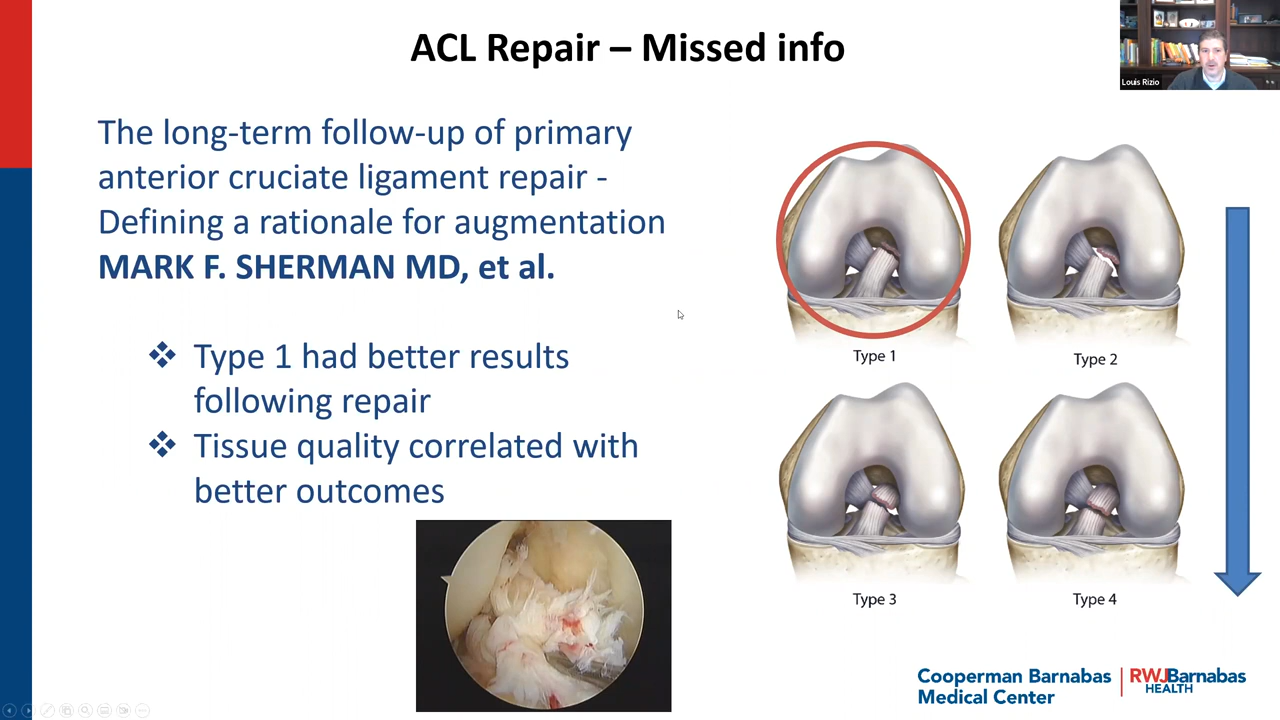 ACL Repair – Missed info
Louis Rizio
The long-term follow-up of primary
anterior cruciate ligament repair -
Defining a rationale for augmentation
MARK F. SHERMAN MD, et al.
❖ Type 1 had better results
following repair
❖ Tissue quality correlated with
better outcomes
Type 1
Type 2
Type 3
Type 4
Cooperman Barnabas
Medical Center
RWJBarnabas
HEALTH